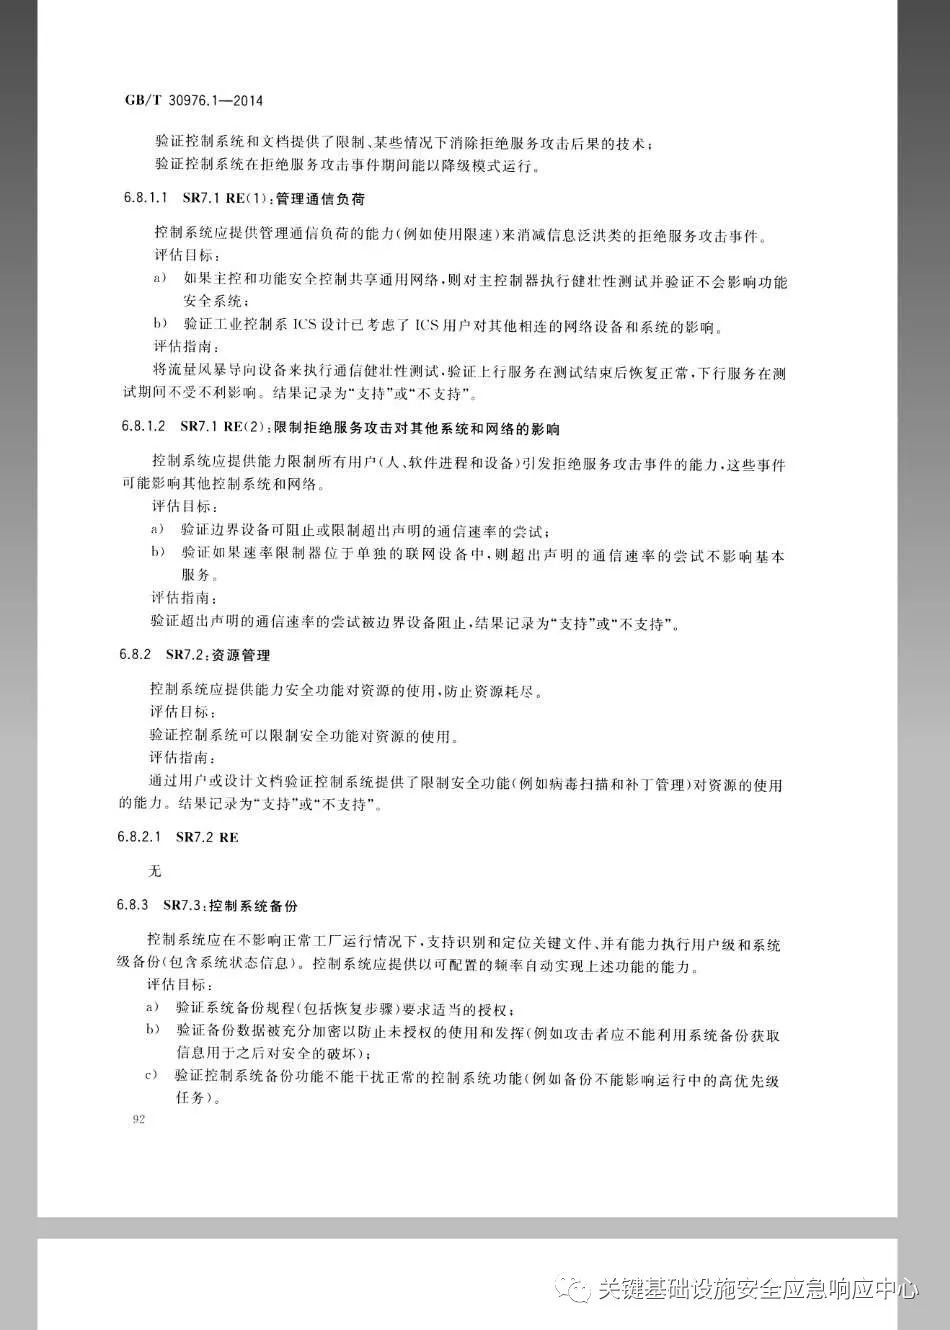 GB/T 30976.1—2014
验证控制系统和文档提供了限制、某些情况下消除拒绝服务攻击后果的技术；
验证控制系统在拒绝服务攻击事件期间能以降级模式运行。
6.8.1.1 SR7.1 RE(1)：管理通信负荷
控制系统应提供管理通信负荷的能力(例如使用限速)来消减信息泛洪类的拒绝服务攻击事件。
评估目标：
a) 如果主控和功能安全控制共享通用网络，则对主控制器执行健壮性测试并验证不会影响功能
安全系统；
b) 验证工业控制系 ICS 设计已考虑了 ICS 用户对其他相连的网络设备和系统的影响。
评估指南：
将流量风暴导向设备来执行通信健壮性测试，验证上行服务在测试结束后恢复正常，下行服务在测
试期间不受不利影响。结果记录为“支持”或“不支持”。
6.8.1.2 SR7.1 RE(2)：限制拒绝服务攻击对其他系统和网络的影响
控制系统应提供能力限制所有用户(人、软件进程和设备)引发拒绝服务攻击事件的能力，这些事件
可能影响其他控制系统和网络。
评估目标：
a) 验证边界设备可阻止或限制超出声明的通信速率的尝试；
b) 验证如果速率限制器位于单独的联网设备中，则超出声明的通信速率的尝试不影响基本
服务。
评估指南：
验证超出声明的通信速率的尝试被边界设备阻止，结果记录为“支持”或“不支持”。
6.8.2 SR7.2：资源管理
控制系统应提供能力安全功能对资源的使用，防止资源耗尽。
评估目标：
验证控制系统可以限制安全功能对资源的使用。
评估指南：
通过用户或设计文档验证控制系统提供了限制安全功能(例如病毒扫描和补丁管理)对资源的使用
的能力。结果记录为“支持”或“不支持”。
6.8.2.1 SR7.2 RE
无
6.8.3 SR7.3：控制系统备份
控制系统应在不影响正常工厂运行情况下，支持识别和定位关键文件、并有能力执行用户级和系统
级备份(包含系统状态信息)。控制系统应提供以可配置的频率自动实现上述功能的能力。
评估目标：
a) 验证系统备份规程(包括恢复步骤)要求适当的授权；
b) 验证备份数据被充分加密以防止未授权的使用和发挥(例如攻击者应不能利用系统备份获取
信息用于之后对安全的破坏)；
c) 验证控制系统备份功能不能干扰正常的控制系统功能(例如备份不能影响运行中的高优先级
任务)。
92
关键基础设施安全应急响应中心